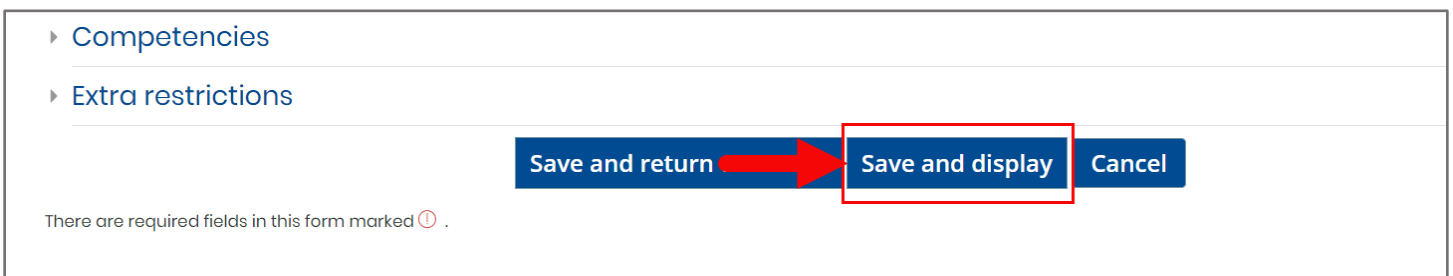 Competencies
Extra restrictions
Save and return
Save and display
Cancel
There are required fields in this form marked .